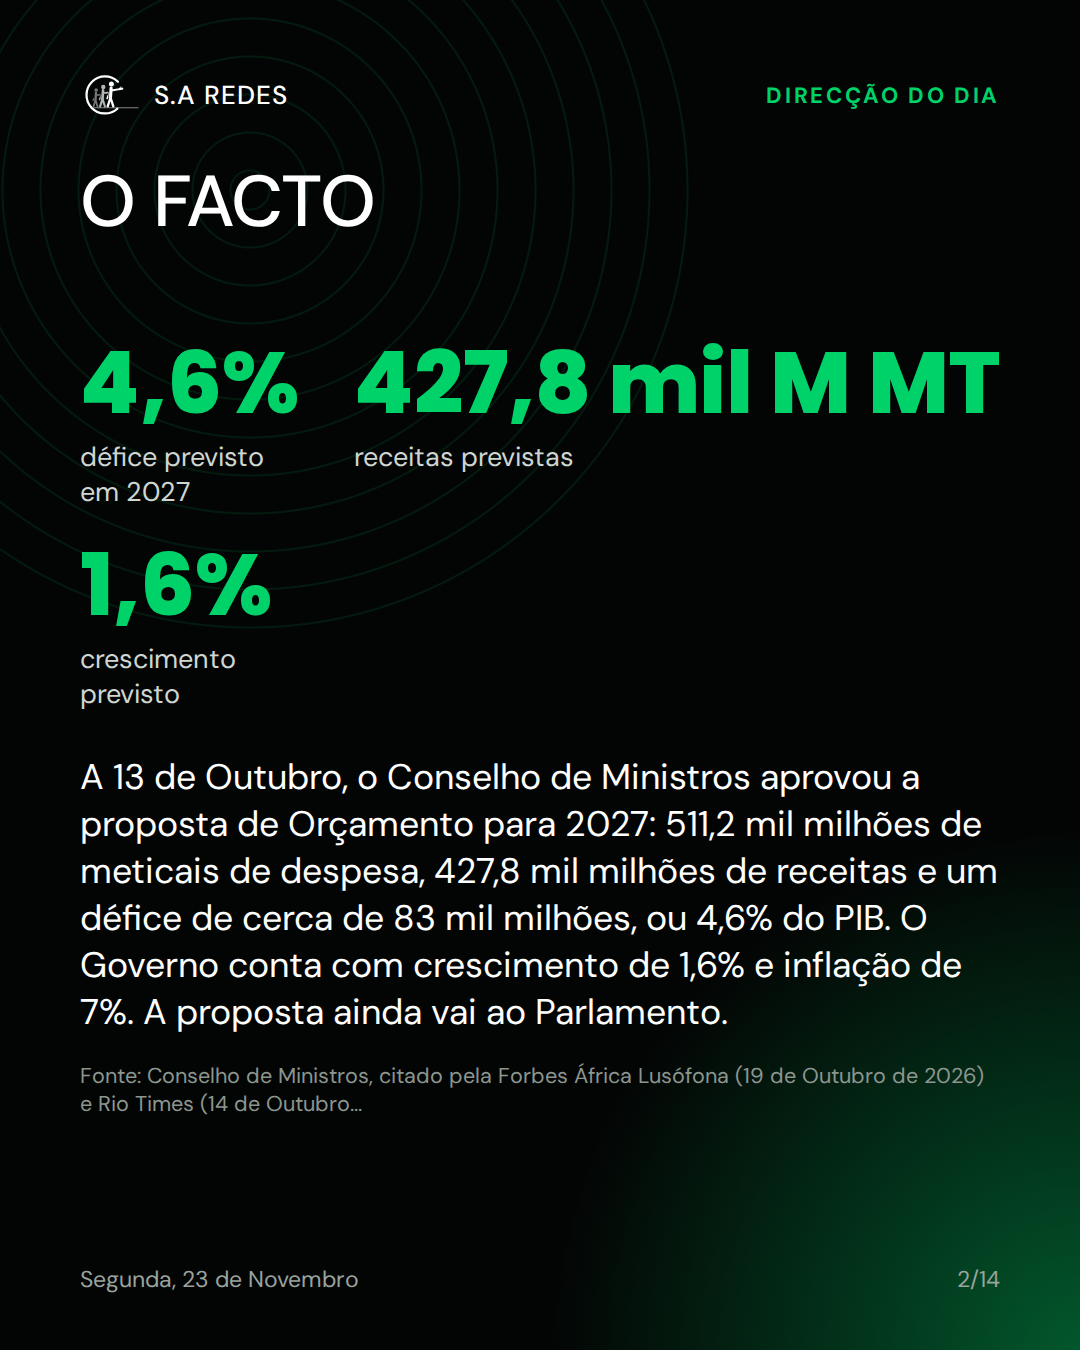 S.A REDES
DIRECÇÃO DO DIA
O FACTO
4,6%
défice previsto
em 2027
427,8 mil M MT
receitas previstas
1,6%
crescimento
previsto
A 13 de Outubro, o Conselho de Ministros aprovou a
proposta de Orçamento para 2027: 511,2 mil milhões de
meticais de despesa, 427,8 mil milhões de receitas e um
défice de cerca de 83 mil milhões, ou 4,6% do PIB. O
Governo conta com crescimento de 1,6% e inflação de
7%. A proposta ainda vai ao Parlamento.
Fonte: Conselho de Ministros, citado pela Forbes África Lusófona (19 de Outubro de 2026)
e Rio Times (14 de Outubro...
Segunda, 23 de Novembro
2/14